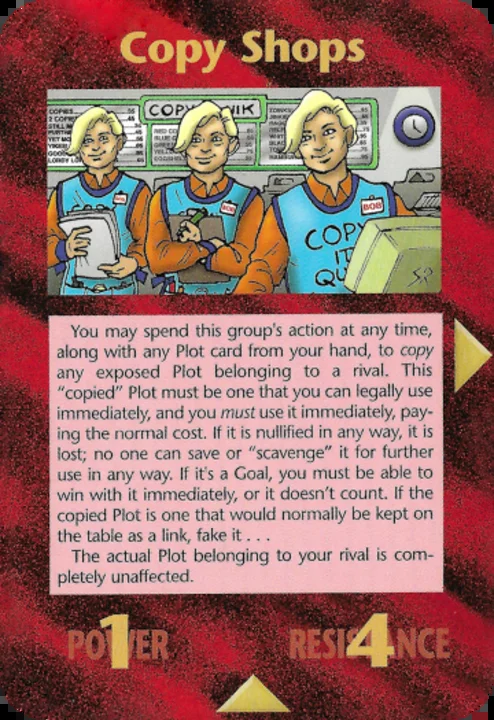 Copy Shops
COPIES
COPY
NIK
BOB
BOB
COPY
IT
QU
SR
You may spend this group's action at any time,
along with any Plot card from your hand, to copy
any exposed Plot belonging to a rival. This
“copied” Plot must be one that you can legally use
immediately, and you must use it immediately, pay-
ing the normal cost. If it is nullified in any way, it is
lost; no one can save or “scavenge” it for further
use in any way. If it's a Goal, you must be able to
win with it immediately, or it doesn't count. If the
copied Plot is one that would normally be kept on
the table as a link, fake it . . .
The actual Plot belonging to your rival is com-
pletely unaffected.
POWER 1
RESISTANCE 4